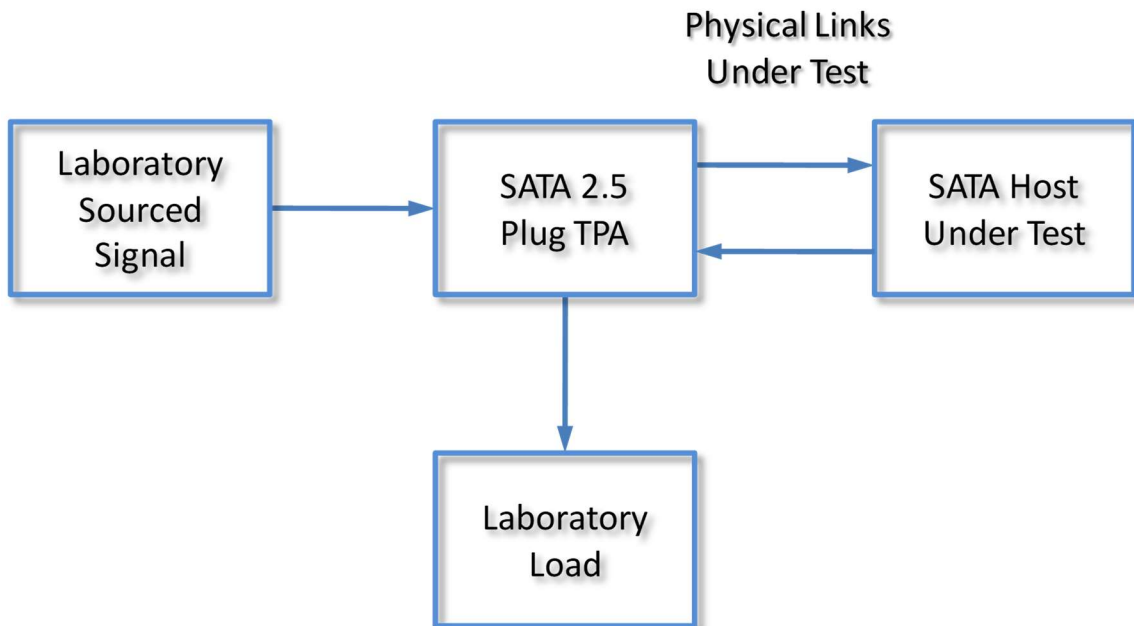 Physical Links
Under Test
Laboratory
Sourced
Signal
SATA 2.5
Plug TPA
SATA Host
Under Test
Laboratory
Load